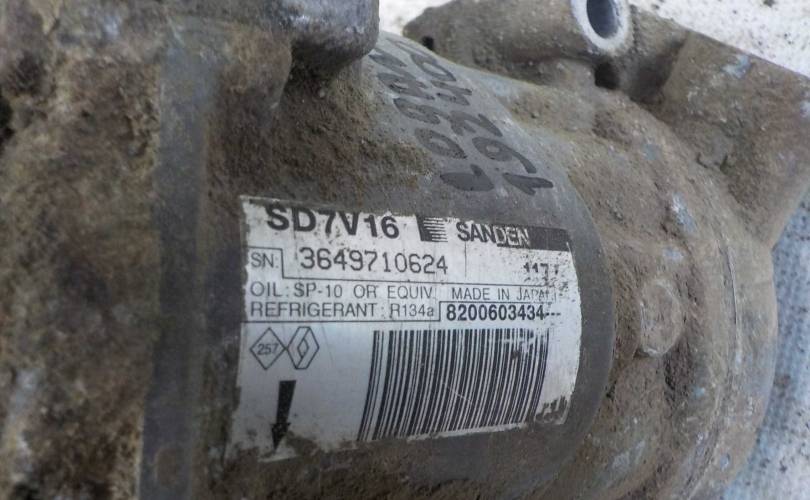 SD7V16 SANDEN
SN: 3649710624
OIL: SP-10 OR EQUIV. MADE IN JAPAN
REFRIGERANT: R134a 8200603434---
257